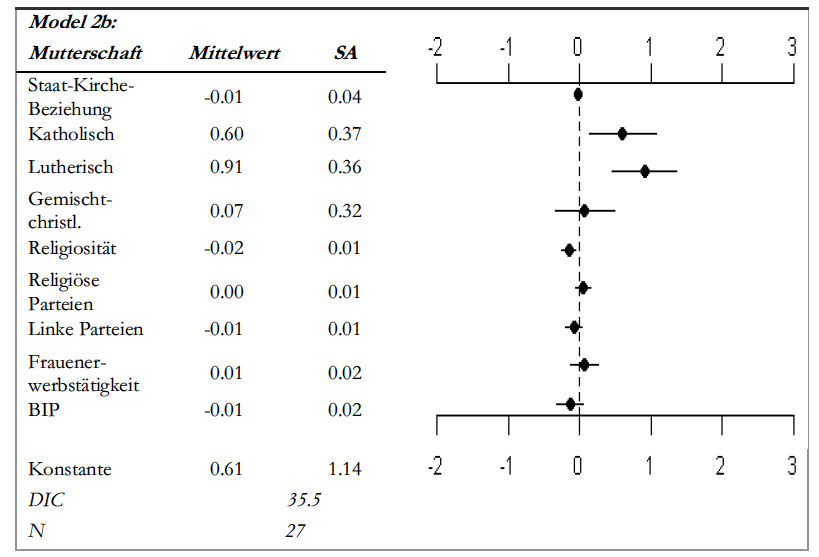 Model 2b:
Mutterschaft Mittelwert SA
-2 -1 0 1 2 3
Staat-Kirche-
Beziehung -0.01 0.04
Katholisch 0.60 0.37
Lutherisch 0.91 0.36
Gemischt-
christl. 0.07 0.32
Religiosität -0.02 0.01
Religiöse
Parteien 0.00 0.01
Linke Parteien -0.01 0.01
Frauener-
werbstätigkeit 0.01 0.02
BIP -0.01 0.02
Konstante 0.61 1.14
-2 -1 0 1 2 3
DIC 35.5
N 27